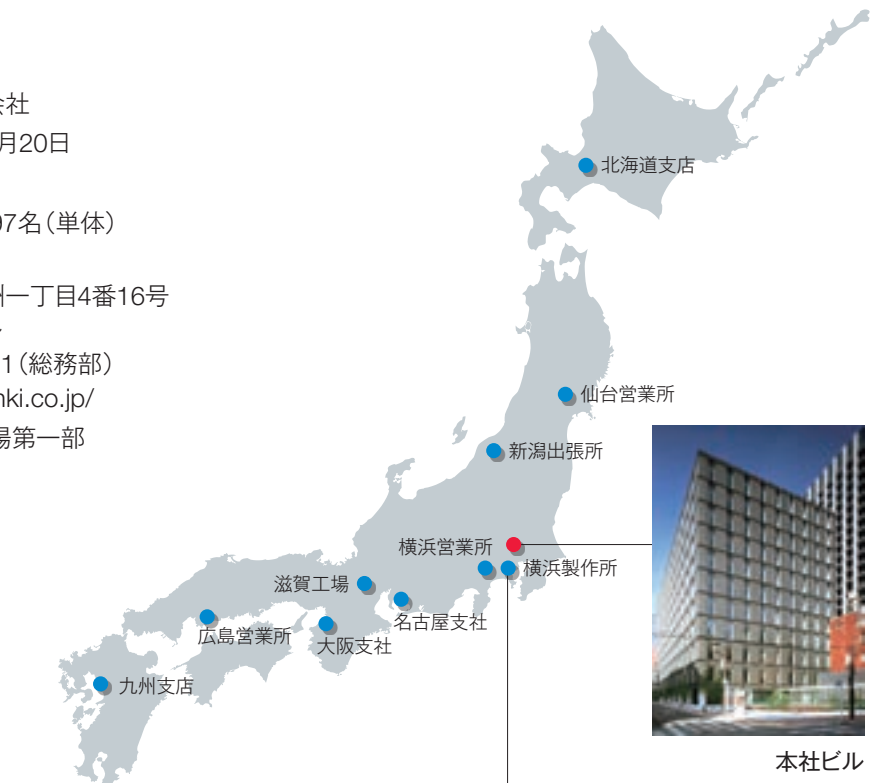 会社
月20日
97名（単体）
洲一丁目4番16号
1（総務部）
nki.co.jp/
場第一部
北海道支店
仙台営業所
新潟出張所
横浜営業所
横浜製作所
滋賀工場
名古屋支社
広島営業所
大阪支社
九州支店
本社ビル